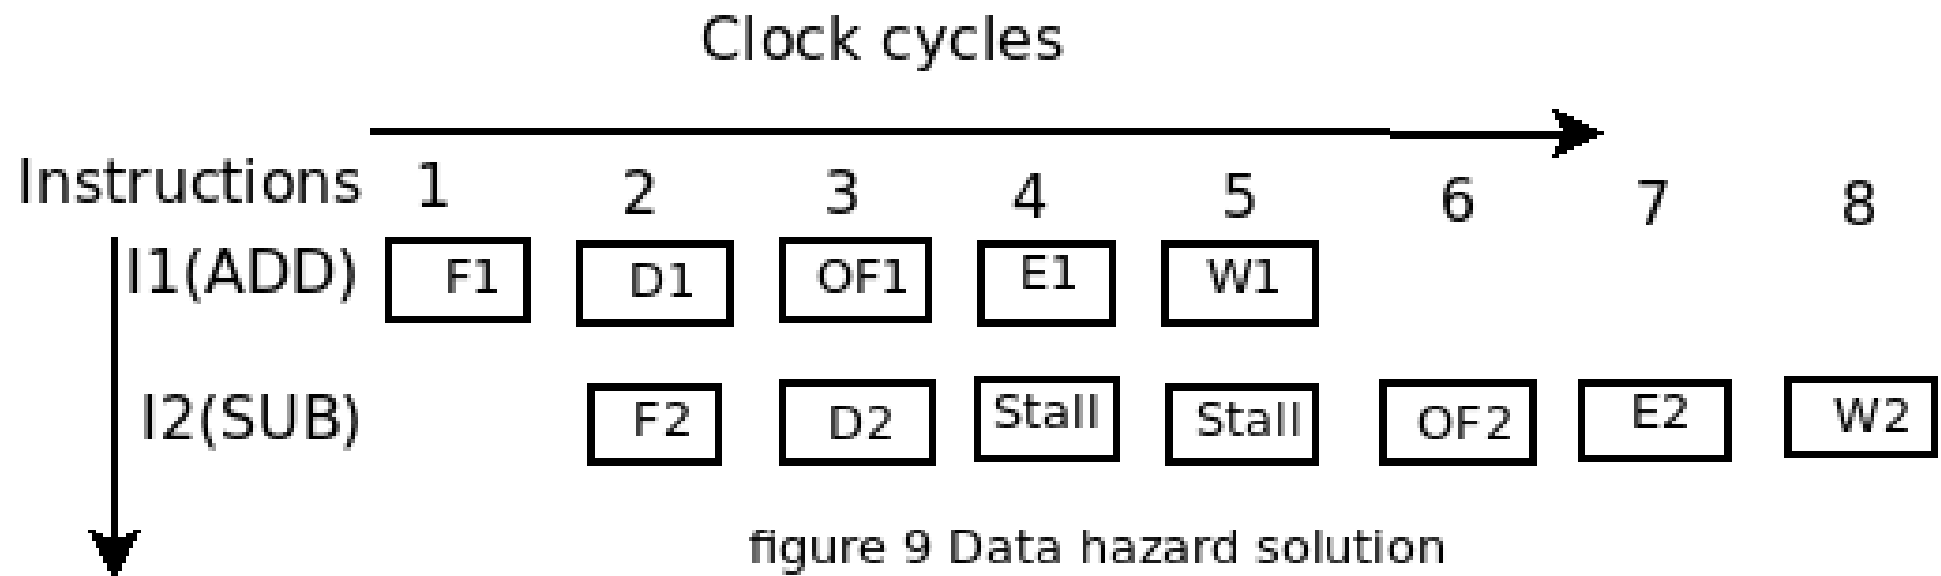 Clock cycles
Instructions 1 2 3 4 5 6 7 8
I1(ADD) F1 D1 OF1 E1 W1
I2(SUB) F2 D2 Stall Stall OF2 E2 W2
figure 9 Data hazard solution